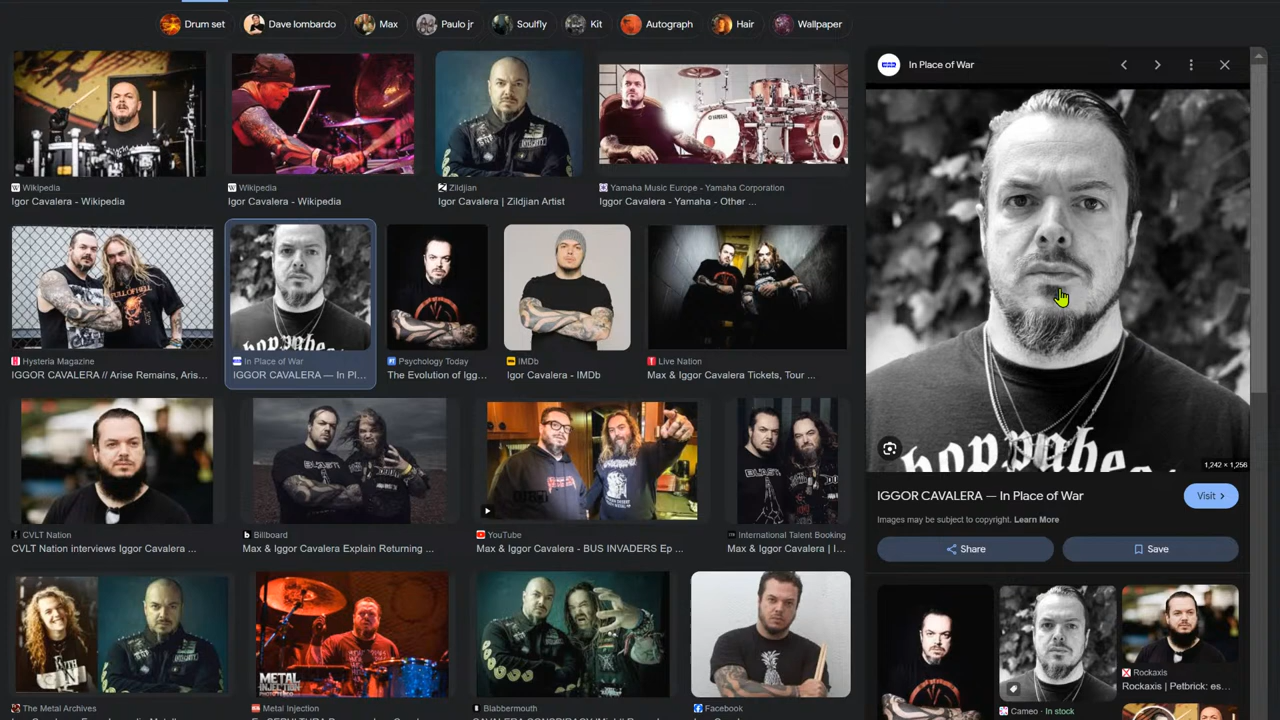 Drum set
Dave lombardo
Max
Paulo jr
Soulfly
Kit
Autograph
Hair
Wallpaper
Wikipedia
Igor Cavalera - Wikipedia
Wikipedia
Igor Cavalera - Wikipedia
Zildjian
Igor Cavalera | Zildjian Artist
YAMAHA
Yamaha Music Europe - Yamaha Corporation
Iggor Cavalera - Yamaha - Other ...
Hysteria Magazine
IGGOR CAVALERA // Arise Remains, Aris...
In Place of War
IGGOR CAVALERA — In Pl...
Psychology Today
The Evolution of Igg...
IMDb
Igor Cavalera - IMDb
Live Nation
Max & Iggor Cavalera Tickets, Tour ...
CVLT Nation
CVLT Nation interviews Iggor Cavalera ...
Billboard
Max & Iggor Cavalera Explain Returning ...
YouTube
Max & Iggor Cavalera - BUS INVADERS Ep ...
International Talent Booking
Max & Iggor Cavalera | I...
METAL
INJECTION
The Metal Archives
Metal Injection
Blabbermouth
Facebook
In Place of War
1,242 × 1,256
IGGOR CAVALERA — In Place of War
Visit
Images may be subject to copyright. Learn More
Share
Save
Cameo · In stock
Rockaxis
Rockaxis | Petbrick: es...